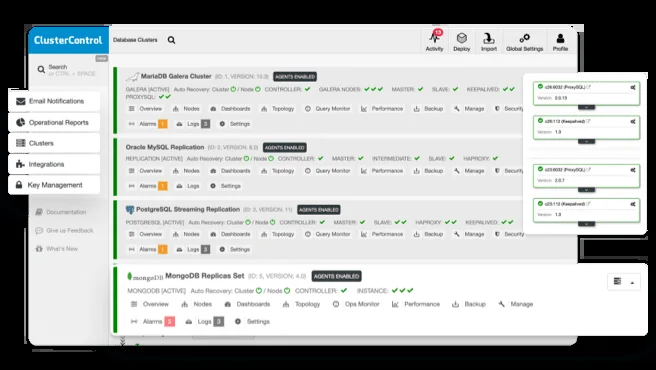 ClusterControl
Database Clusters
13
Activity
Deploy
Import
Global Settings
Profile
new
Search
or CTRL + SPACE
Email Notifications
Operational Reports
Clusters
Integrations
Key Management
Documentation
Give us Feedback
What's New
MariaDB Galera Cluster (ID: 1, VERSION: 10.3) AGENTS ENABLED
GALERA [ACTIVE] Auto Recovery: Cluster / Node CONTROLLER: GALERA NODES: MASTER: SLAVE: KEEPALIVED:
PROXYSQL:
Overview Nodes Dashboards Topology Query Monitor Performance Backup Manage Security
Alarms 1 Logs 3 Settings
Oracle MySQL Replication AGENTS ENABLED
REPLICATION [ACTIVE] Auto Recovery: Cluster / Node CONTROLLER: MASTER: INTERMEDIATE: SLAVE: HAPROXY:
Overview Nodes Dashboards Topology Query Monitor Performance Backup Manage Secur
Alarms 1 Logs Settings
PostgreSQL Streaming Replication (ID: 3, VERSION: 11) AGENTS ENABLED
POSTGRESQL [ACTIVE] Auto Recovery: Cluster / Node CONTROLLER: MASTER: SLAVE: HAPROXY: KEEPALIVED:
Overview Nodes Dashboards Topology Query Monitor Performance Backup Manage Security
Alarms 1 Logs 3 Settings
mongoDB MongoDB Replicas Set (ID: 5, VERSION: 4.0) AGENTS ENABLED
MONGODB [ACTIVE] Auto Recovery: Cluster / Node CONTROLLER: INSTANCE:
Overview Nodes Dashboards Topology Ops Monitor Performance Backup Manage
Alarms Logs 3 Settings
c26:6032 (ProxySQL)
Version: 2.0.13
(Keepalived)
Version: 1.3
c23:6032 (ProxySQL)
Version: 2.0.7
(Keepalived)
Version: 1.3